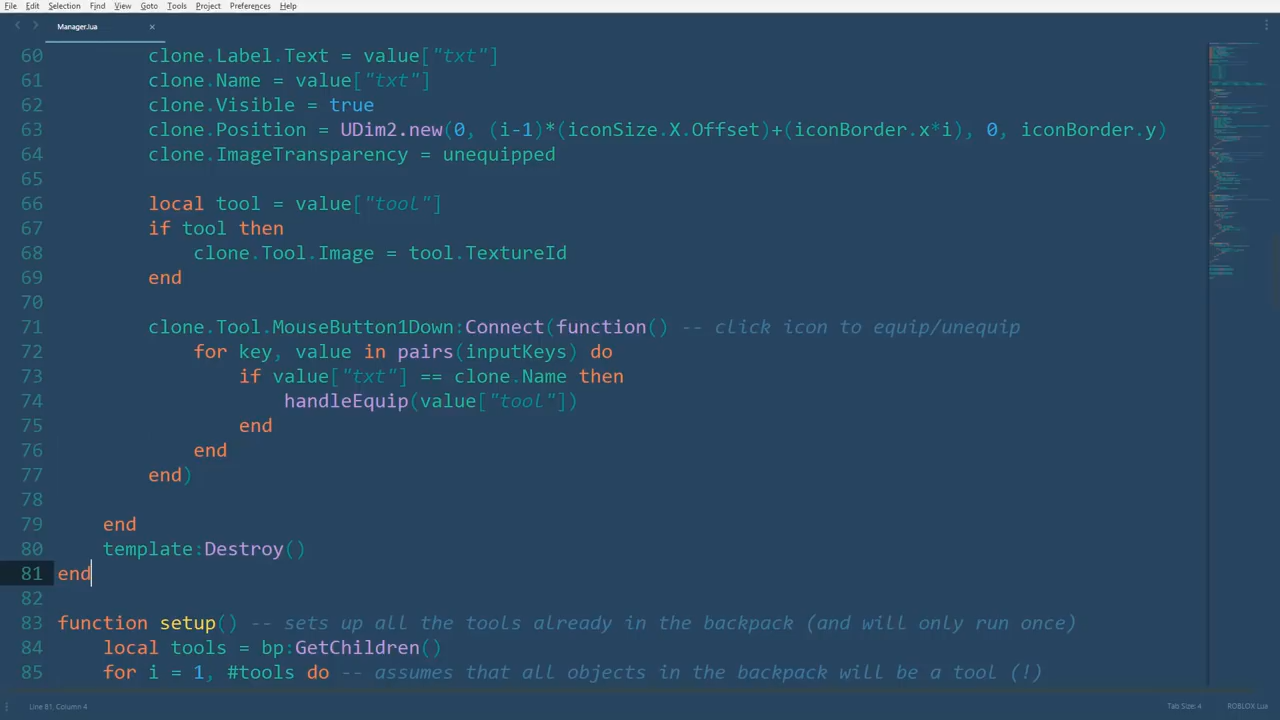 File Edit Selection Find View Goto Tools Project Preferences Help
Manager.lua ×
60 clone.Label.Text = value["txt"]
61 clone.Name = value["txt"]
62 clone.Visible = true
63 clone.Position = UDim2.new(0, (i-1)*(iconSize.X.Offset)+(iconBorder.x*i), 0, iconBorder.y)
64 clone.ImageTransparency = unequipped
65
66 local tool = value["tool"]
67 if tool then
68 clone.Tool.Image = tool.TextureId
69 end
70
71 clone.Tool.MouseButton1Down:Connect(function() -- click icon to equip/unequip
72 for key, value in pairs(inputKeys) do
73 if value["txt"] == clone.Name then
74 handleEquip(value["tool"])
75 end
76 end
77 end)
78
79 end
80 template:Destroy()
81 end
82
83 function setup() -- sets up all the tools already in the backpack (and will only run once)
84 local tools = bp:GetChildren()
85 for i = 1, #tools do -- assumes that all objects in the backpack will be a tool (!)
Line 81, Column 4 Tab Size: 4 ROBLOX Lua